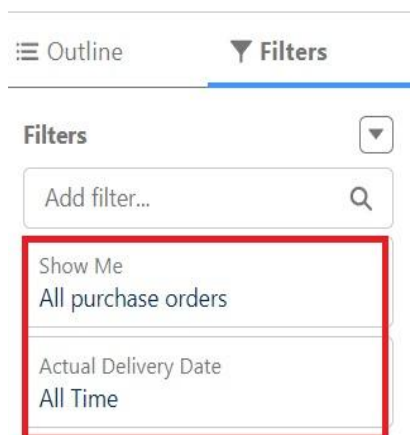 Outline Filters
Filters
Add filter...
Show Me
All purchase orders
Actual Delivery Date
All Time